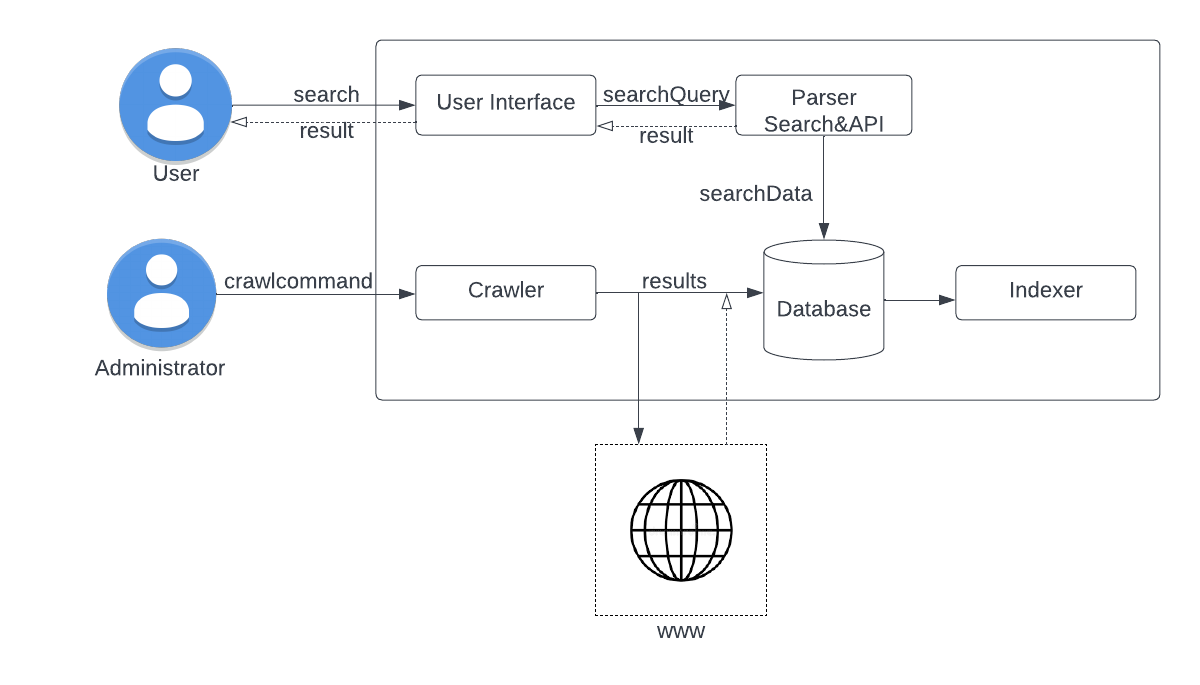 search
User Interface
searchQuery
Parser
Search&API
result
result
User
searchData
crawlcommand
Crawler
results
Database
Indexer
Administrator
www